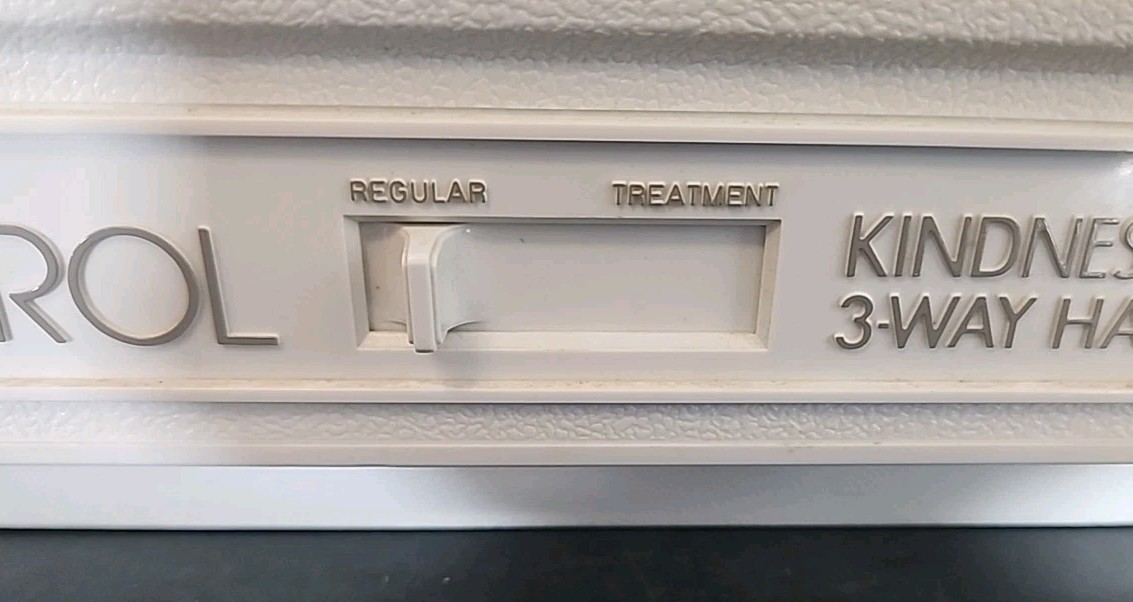 REGULAR TREATMENT
ROL
KINDNES
3-WAY HA